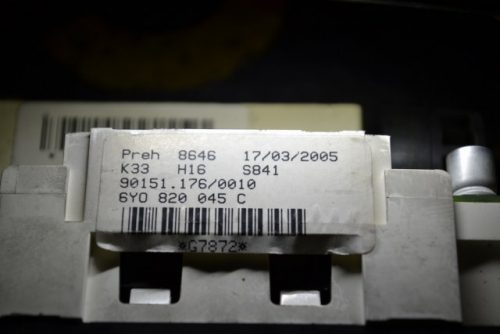 Preh 8646 17/03/2005
K33 H16 S841
90151.176/0010
6Y0 820 045 C
*G7872*